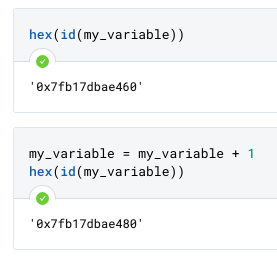 hex(id(my_variable))
'0x7fb17dbae460'
my_variable = my_variable + 1
hex(id(my_variable))
'0x7fb17dbae480'